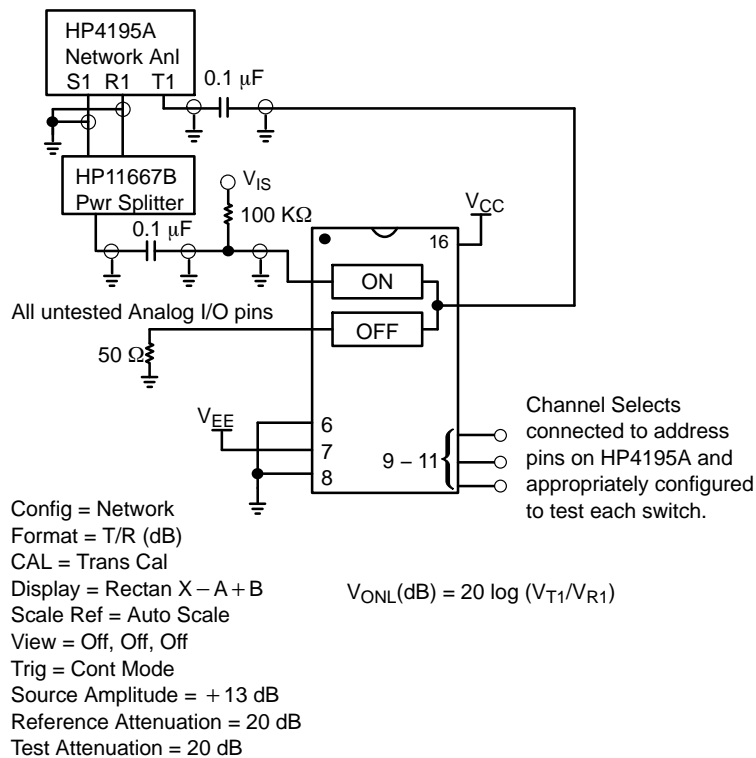 HP4195A
Network Anl
S1 R1 T1
0.1 μF
HP11667B
Pwr Splitter
V_IS
100 KΩ
0.1 μF
V_CC
16
ON
All untested Analog I/O pins
OFF
50 Ω
V_EE
6
7
8
9 – 11
Channel Selects
connected to address
pins on HP4195A and
appropriately configured
to test each switch.
Config = Network
Format = T/R (dB)
CAL = Trans Cal
Display = Rectan X – A + B
Scale Ref = Auto Scale
View = Off, Off, Off
Trig = Cont Mode
Source Amplitude = + 13 dB
Reference Attenuation = 20 dB
Test Attenuation = 20 dB
V_ONL(dB) = 20 log (V_T1/V_R1)